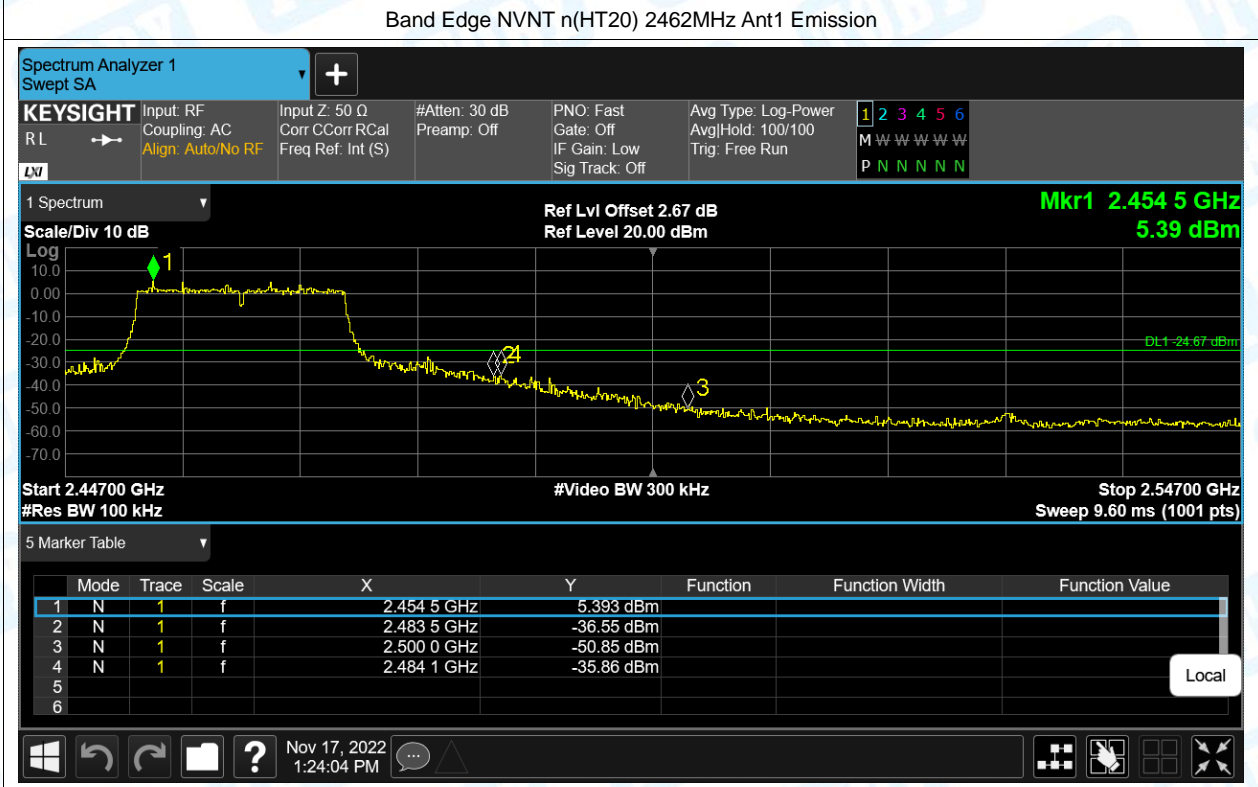 Band Edge NVNT n(HT20) 2462MHz Ant1 Emission
Spectrum Analyzer 1
Swept SA
KEYSIGHT
R L
LXI
Input: RF
Coupling: AC
Align: Auto/No RF
Input Z: 50 Ω
Corr CCorr RCal
Freq Ref: Int (S)
#Atten: 30 dB
Preamp: Off
PNO: Fast
Gate: Off
IF Gain: Low
Sig Track: Off
Avg Type: Log-Power
Avg|Hold: 100/100
Trig: Free Run
1 2 3 4 5 6
M W W W W W
P N N N N N
1 Spectrum
Scale/Div 10 dB
Ref Lvl Offset 2.67 dB
Ref Level 20.00 dBm
Mkr1 2.454 5 GHz
5.39 dBm
Log
10.0
0.00
-10.0
-20.0
-30.0
-40.0
-50.0
-60.0
-70.0
1
2
4
3
DL1 -24.67 dBm
Start 2.44700 GHz
#Video BW 300 kHz
Stop 2.54700 GHz
#Res BW 100 kHz
Sweep 9.60 ms (1001 pts)
5 Marker Table
Mode Trace Scale X Y Function Function Width Function Value
1 N 1 f 2.454 5 GHz 5.393 dBm
2 N 1 f 2.483 5 GHz -36.55 dBm
3 N 1 f 2.500 0 GHz -50.85 dBm
4 N 1 f 2.484 1 GHz -35.86 dBm
5
6
Local
?
Nov 17, 2022
1:24:04 PM